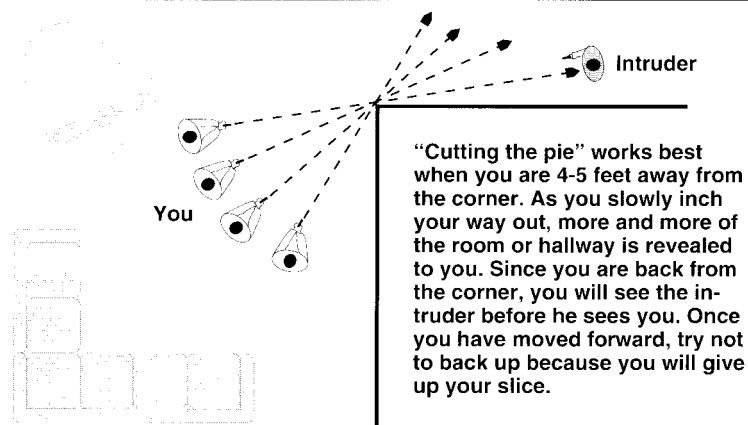 Intruder
You
“Cutting the pie” works best
when you are 4-5 feet away from
the corner. As you slowly inch
your way out, more and more of
the room or hallway is revealed
to you. Since you are back from
the corner, you will see the in-
truder before he sees you. Once
you have moved forward, try not
to back up because you will give
up your slice.